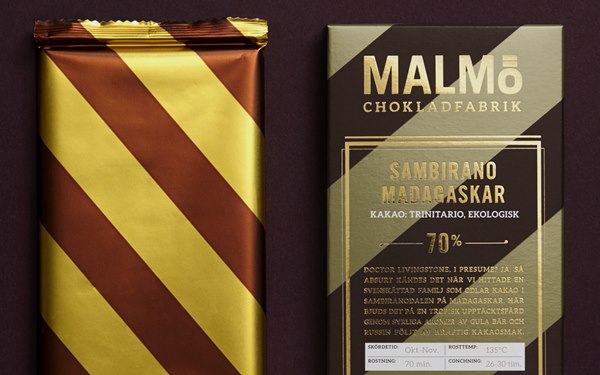 MALMÖ
CHOKLADFABRIK
SAMBIRANO
MADAGASKAR
KAKAO: TRINITARIO, EKOLOGISK
70%
DOCTOR LIVINGSTONE, I PRESUME? JA, SÅ
ABSURT KÄNDES DET NÄR VI HITTADE EN
SVENSKÄTTAD FAMILJ SOM ODLAR KAKAO I
SAMBIRANODALEN PÅ MADAGASKAR. HÄR
BJUDS DET PÅ EN TROPISK UPPTÄCKTSFÄRD
GENOM SYRLIGA AROMER AV GULA BÄR OCH
RUSSIN FÖLJT AV KRAFTIG KAKAOSMAK.
SKÖRDETID: Okt-Nov. ROSTTEMP: 135°C
ROSTNING: 70 min. CONCHNING: 26-30 tim.